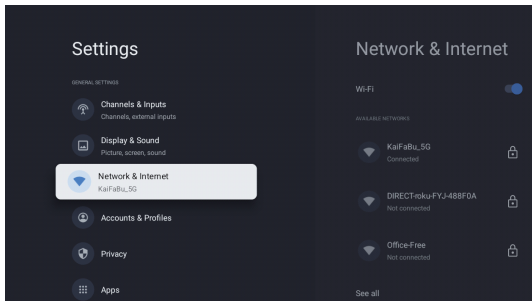 Settings
GENERAL SETTINGS
Channels & Inputs
Channels, external inputs
Display & Sound
Picture, screen, sound
Network & Internet
KaiFaBu_5G
Accounts & Profiles
Privacy
Apps
Network & Internet
Wi-Fi
AVAILABLE NETWORKS
KaiFaBu_5G
Connected
DIRECT-roku-FYJ-488F0A
Not connected
Office-Free
Not connected
See all